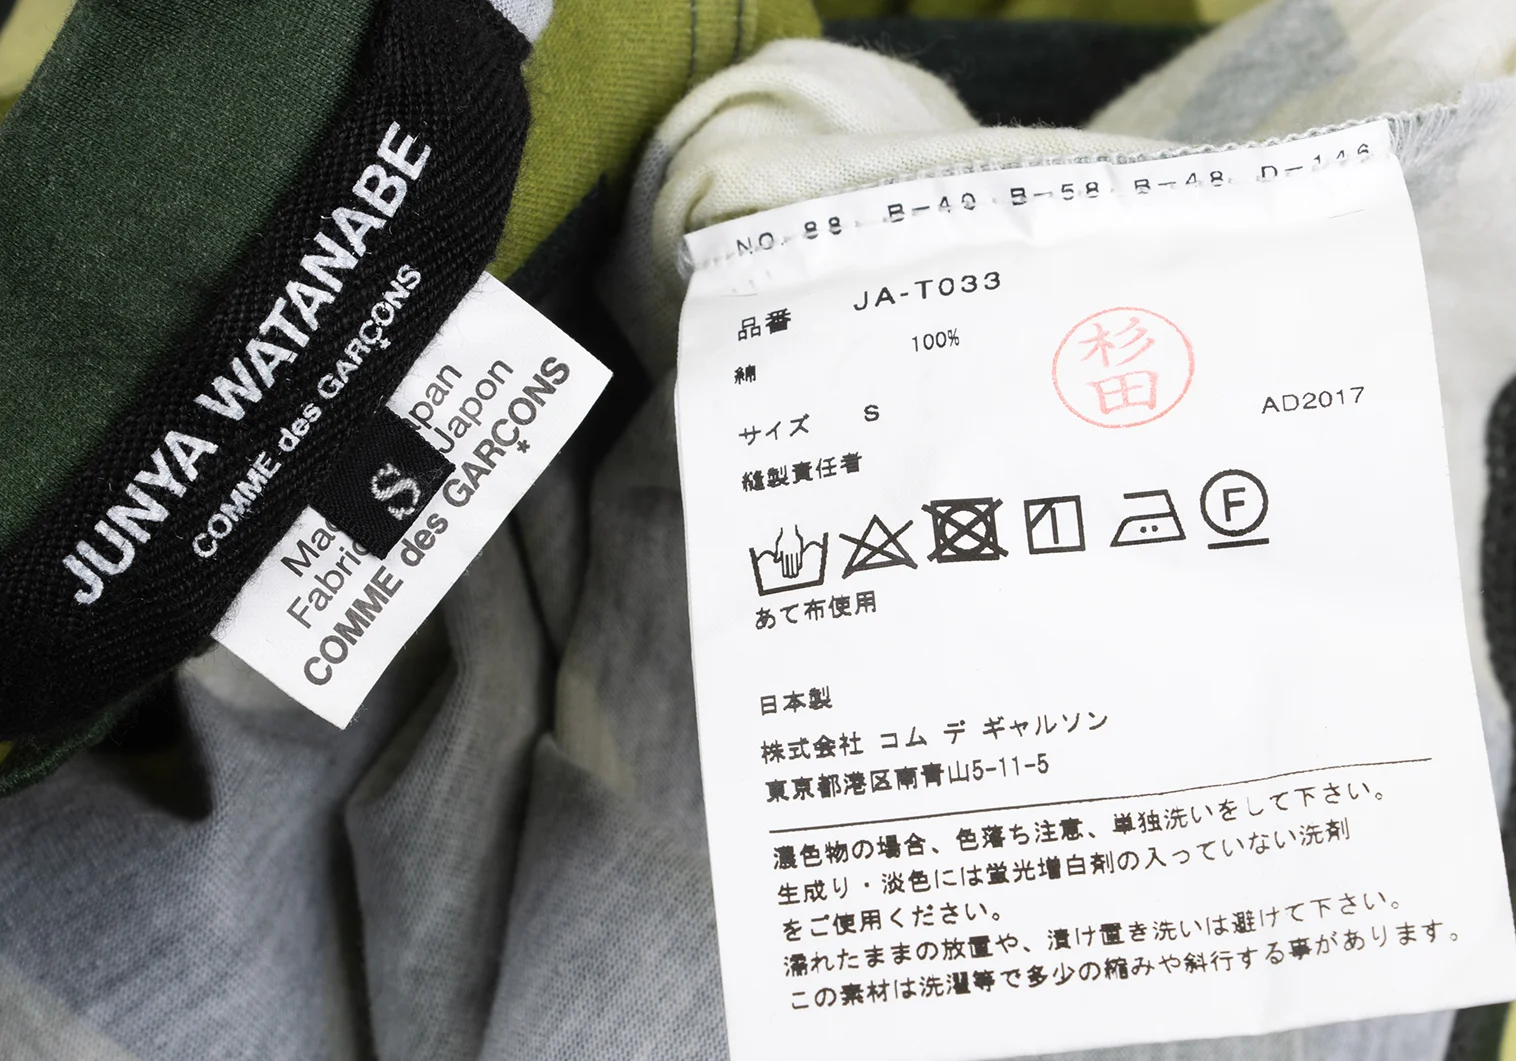 JUNYA WATANABE
COMME des GARÇONS
S
Fabric
Japon
COMME des GARÇONS
NO. 88 B-40 B-58 B-48 D-146
品番 JA-T033
綿 100%
サイズ S
AD2017
縫製責任者
杉田
F
あて布使用
日本製
株式会社 コム デ ギャルソン
東京都港区南青山5-11-5
濃色物の場合、色落ち注意、単独洗いをして下さい。
生成り・淡色には蛍光増白剤の入っていない洗剤
をご使用ください。
濡れたままの放置や、漬け置き洗いは避けて下さい。
この素材は洗濯等で多少の縮みや斜行する事があります。